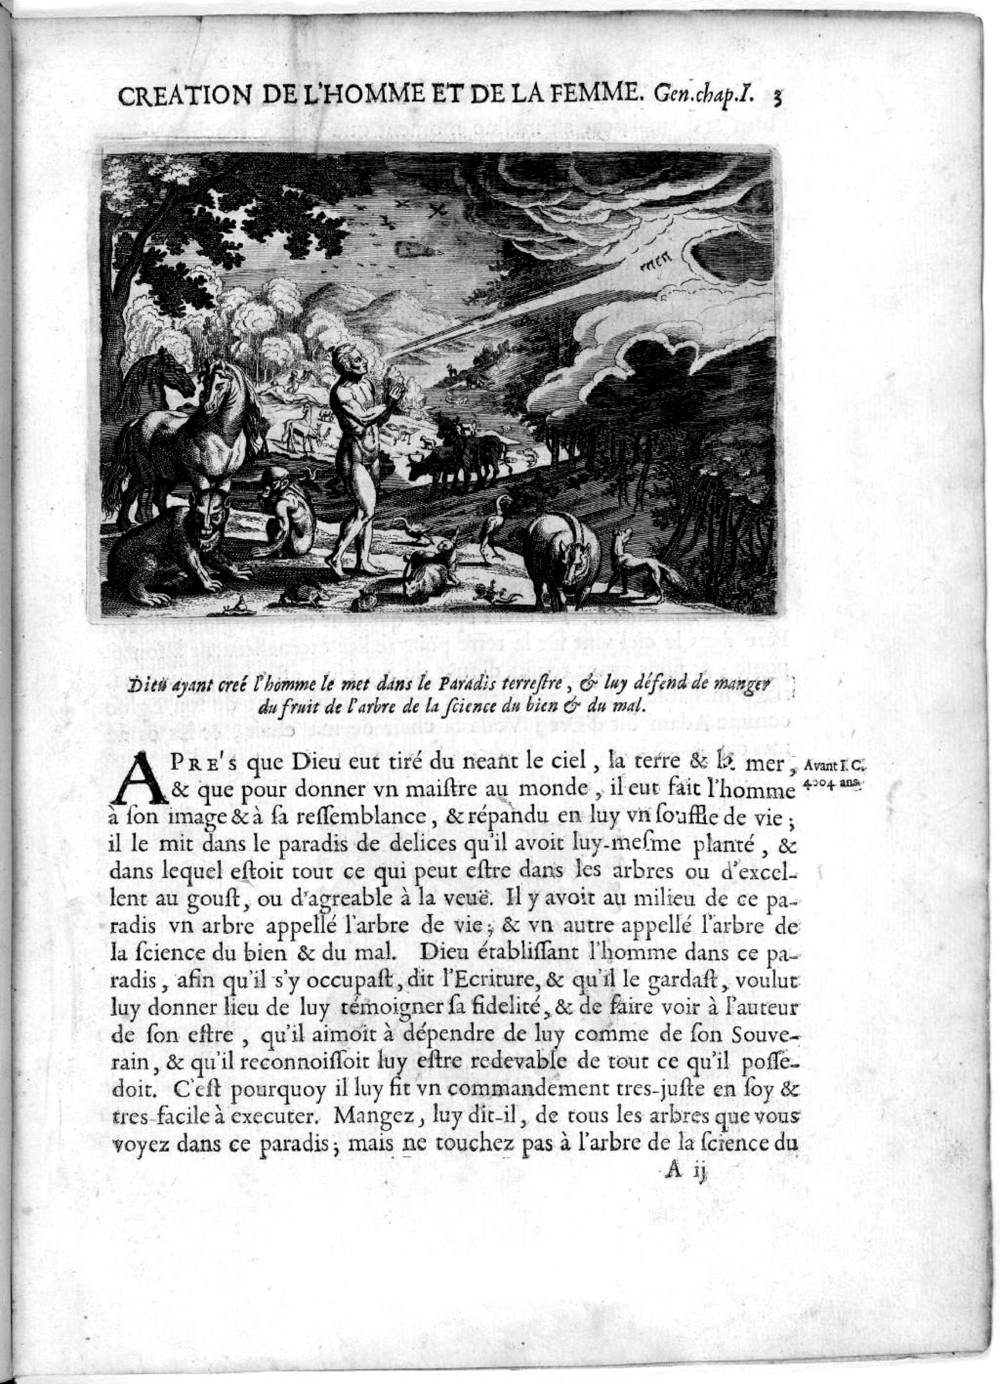 CREATION DE L'HOMME ET DE LA FEMME. Gen.chap.I. 3
Dieu ayant creé l'homme le met dans le Paradis terreſtre, & luy défend de manger
du fruit de l'arbre de la ſcience du bien & du mal.
APRE'S que Dieu eut tiré du neant le ciel, la terre & la mer, Avant I. C.
& que pour donner vn maiſtre au monde, il eut fait l'homme 4004 ans.
à ſon image & à ſa reſſemblance, & répandu en luy vn ſouffle de vie;
il le mit dans le paradis de delices qu'il avoit luy-meſme planté, &
dans lequel eſtoit tout ce qui peut eſtre dans les arbres ou d'excel-
lent au gouſt, ou d'agreable à la veuë. Il y avoit au milieu de ce pa-
radis vn arbre appellé l'arbre de vie; & vn autre appellé l'arbre de
la ſcience du bien & du mal. Dieu établiſſant l'homme dans ce pa-
radis, afin qu'il s'y occupaſt, dit l'Ecriture, & qu'il le gardaſt, voulut
luy donner lieu de luy témoigner ſa fidelité, & de faire voir à l'auteur
de ſon eſtre, qu'il aimoit à dépendre de luy comme de ſon Souve-
rain, & qu'il reconnoiſſoit luy eſtre redevable de tout ce qu'il poſſe-
doit. C'eſt pourquoy il luy fit vn commandement tres-juſte en ſoy &
tres-facile à executer. Mangez, luy dit-il, de tous les arbres que vous
voyez dans ce paradis; mais ne touchez pas à l'arbre de la ſcience du
A ij